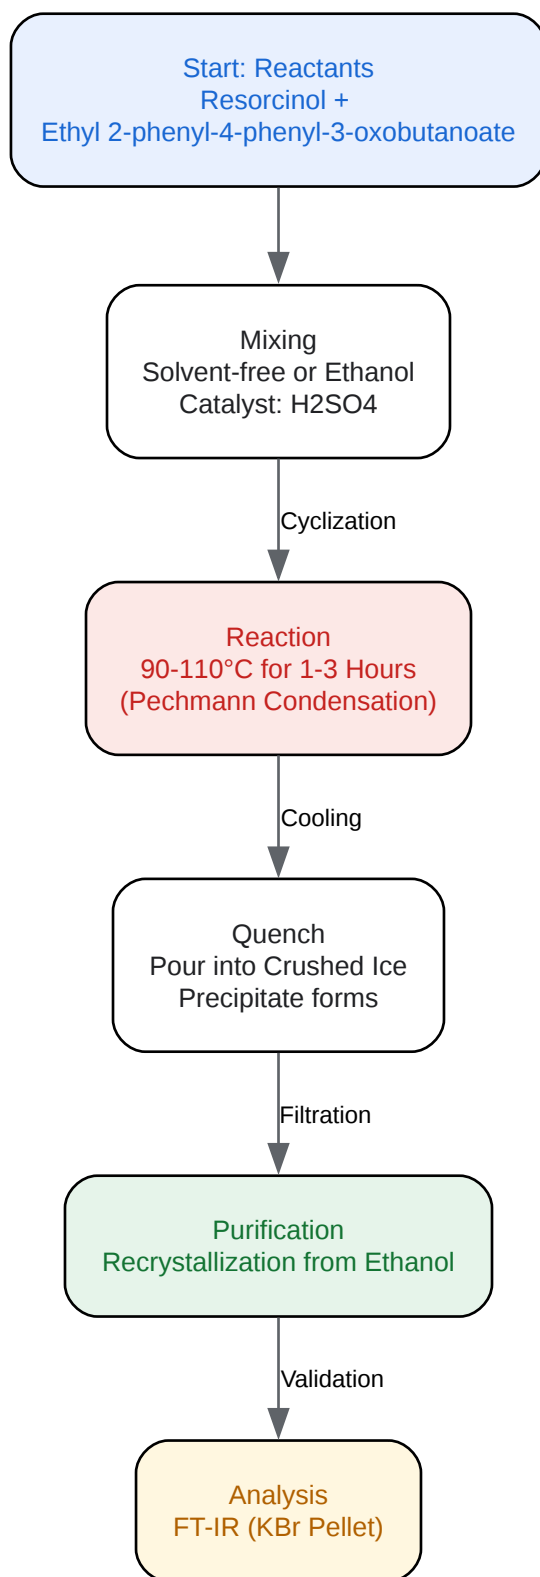 Start: Reactants
Resorcinol +
Ethyl 2-phenyl-4-phenyl-3-oxobutanoate
Mixing
Solvent-free or Ethanol
Catalyst: H2SO4
Cyclization
Reaction
90-110°C for 1-3 Hours
(Pechmann Condensation)
Cooling
Quench
Pour into Crushed Ice
Precipitate forms
Filtration
Purification
Recrystallization from Ethanol
Validation
Analysis
FT-IR (KBr Pellet)